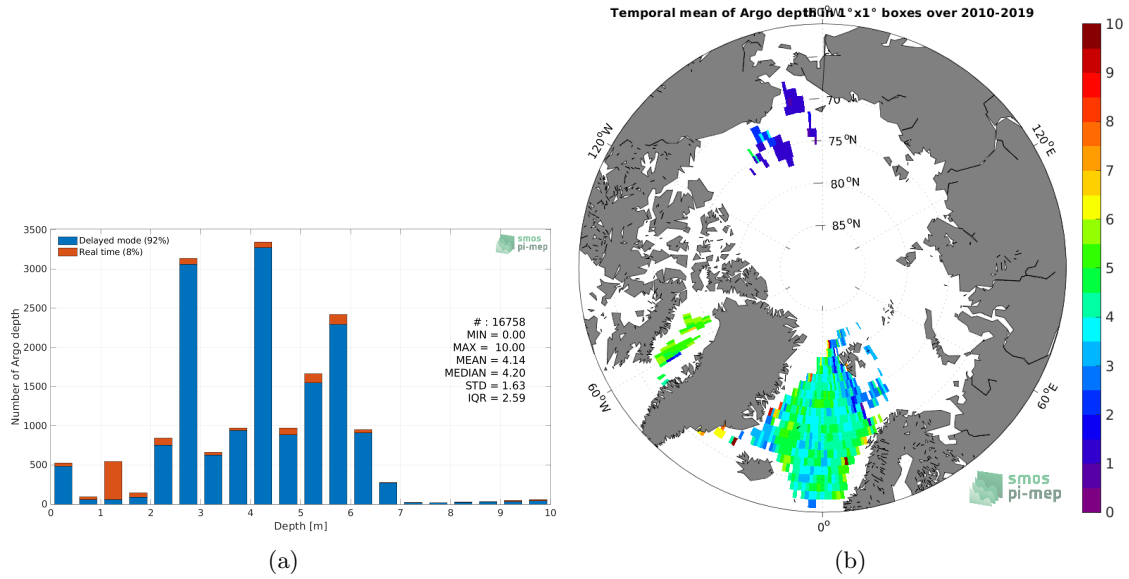 Temporal mean of Argo depth in 1°x1° boxes over 2010-2019
180°W
10
9
8
7
6
5
4
3
2
1
0
120°W
120°E
60°W
60°E
0°
70
75°N
80°N
85°N
smos
pi-mep
3500
3000
2500
2000
1500
1000
500
0
Number of Argo depth
Delayed mode (92%)
Real time (8%)
smos
pi-mep
# : 16758
MIN = 0.00
MAX = 10.00
MEAN = 4.14
MEDIAN = 4.20
STD = 1.63
IQR = 2.59
0 1 2 3 4 5 6 7 8 9 10
Depth [m]
(a)
(b)